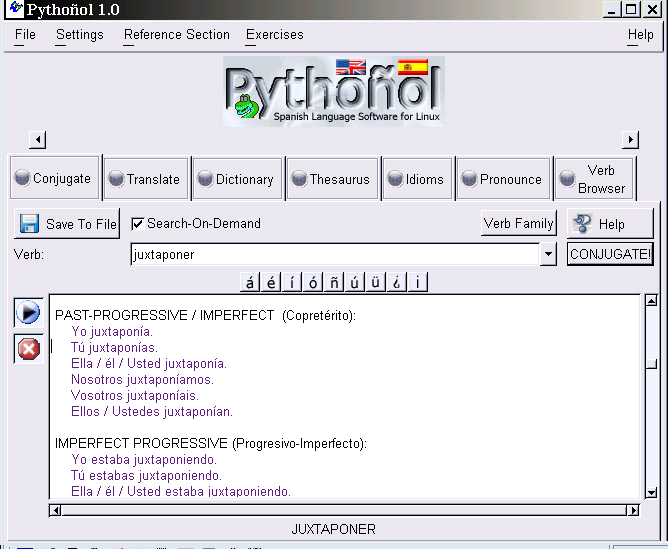 Pythoñol 1.0
File Settings Reference Section Exercises Help
Pythoñol
Spanish Language Software for Linux
Conjugate Translate Dictionary Thesaurus Idioms Pronounce Verb Browser
Save To File Search-On-Demand Verb Family Help
Verb: juxtaponer CONJUGATE!
á é í ó ñ ú ü ¿ ¡
PAST-PROGRESSIVE / IMPERFECT (Copretérito):
Yo juxtaponía.
Tú juxtaponías.
Ella / él / Usted juxtaponía.
Nosotros juxtaponíamos.
Vosotros juxtaponíais.
Ellos / Ustedes juxtaponían.
IMPERFECT PROGRESSIVE (Progresivo-Imperfecto):
Yo estaba juxtaponiendo.
Tú estabas juxtaponiendo.
Ella / él / Usted estaba juxtaponiendo.
JUXTAPONER